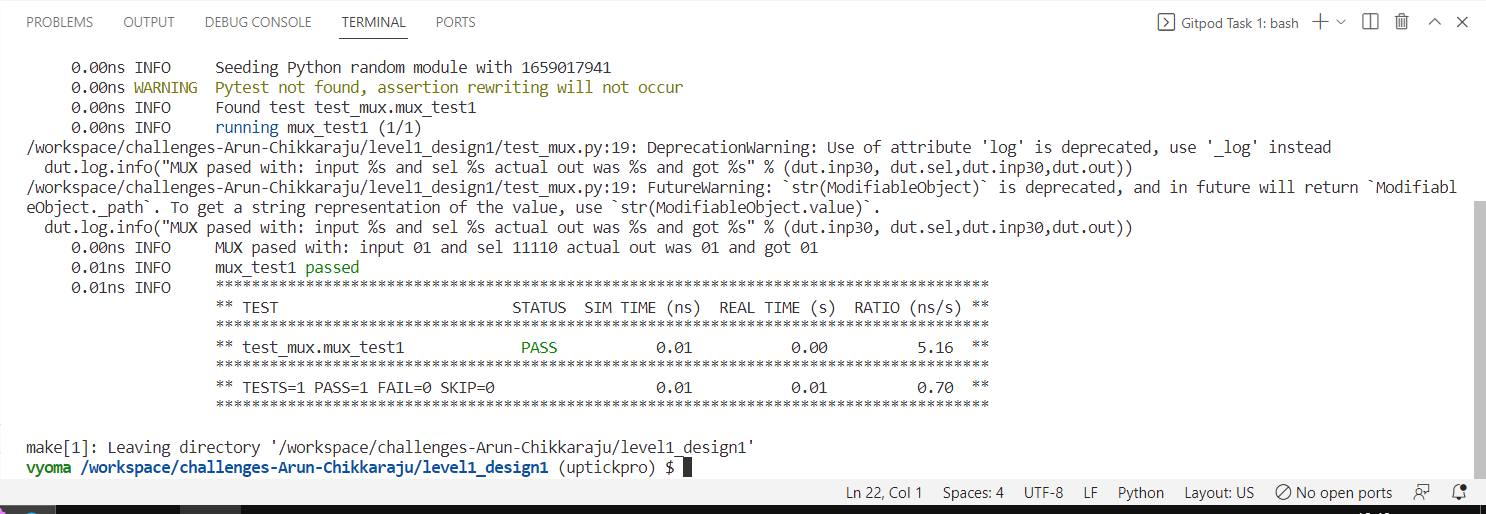 PROBLEMS OUTPUT DEBUG CONSOLE TERMINAL PORTS Gitpod Task 1: bash
0.00ns INFO Seeding Python random module with 1659017941
0.00ns WARNING Pytest not found, assertion rewriting will not occur
0.00ns INFO Found test test_mux.mux_test1
0.00ns INFO running mux_test1 (1/1)
/workspace/challenges-Arun-Chikkaraju/level1_design1/test_mux.py:19: DeprecationWarning: Use of attribute 'log' is deprecated, use '_log' instead
dut.log.info("MUX pased with: input %s and sel %s actual out was %s and got %s" % (dut.inp30, dut.sel,dut.inp30,dut.out))
/workspace/challenges-Arun-Chikkaraju/level1_design1/test_mux.py:19: FutureWarning: `str(ModifiableObject)` is deprecated, and in future will return `Modifiabl
eObject._path`. To get a string representation of the value, use `str(ModifiableObject.value)`.
dut.log.info("MUX pased with: input %s and sel %s actual out was %s and got %s" % (dut.inp30, dut.sel,dut.inp30,dut.out))
0.00ns INFO MUX pased with: input 01 and sel 11110 actual out was 01 and got 01
0.01ns INFO mux_test1 passed
0.01ns INFO **************************************************************************************
** TEST STATUS SIM TIME (ns) REAL TIME (s) RATIO (ns/s) **
**************************************************************************************
** test_mux.mux_test1 PASS 0.01 0.00 5.16 **
**************************************************************************************
** TESTS=1 PASS=1 FAIL=0 SKIP=0 0.01 0.01 0.70 **
**************************************************************************************
make[1]: Leaving directory '/workspace/challenges-Arun-Chikkaraju/level1_design1'
vyoma /workspace/challenges-Arun-Chikkaraju/level1_design1 (uptickpro) $
Ln 22, Col 1 Spaces: 4 UTF-8 LF Python Layout: US No open ports